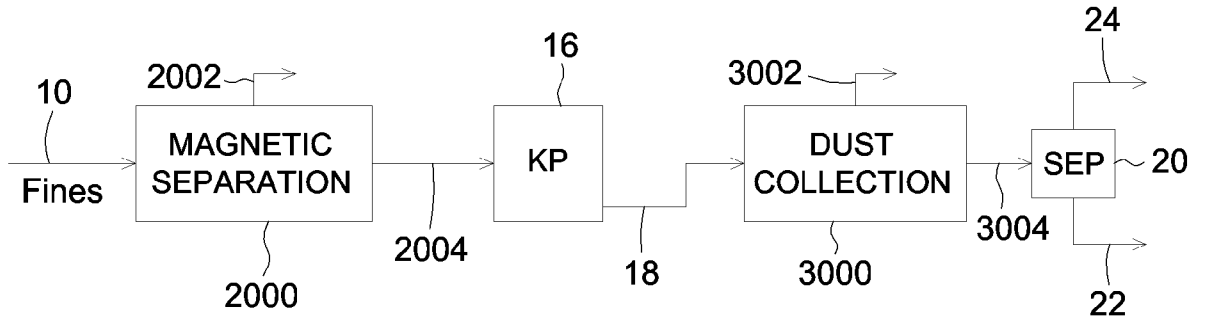 10
Fines
2002
MAGNETIC
SEPARATION
2000
2004
16
KP
18
3002
DUST
COLLECTION
3000
3004
24
SEP
20
22